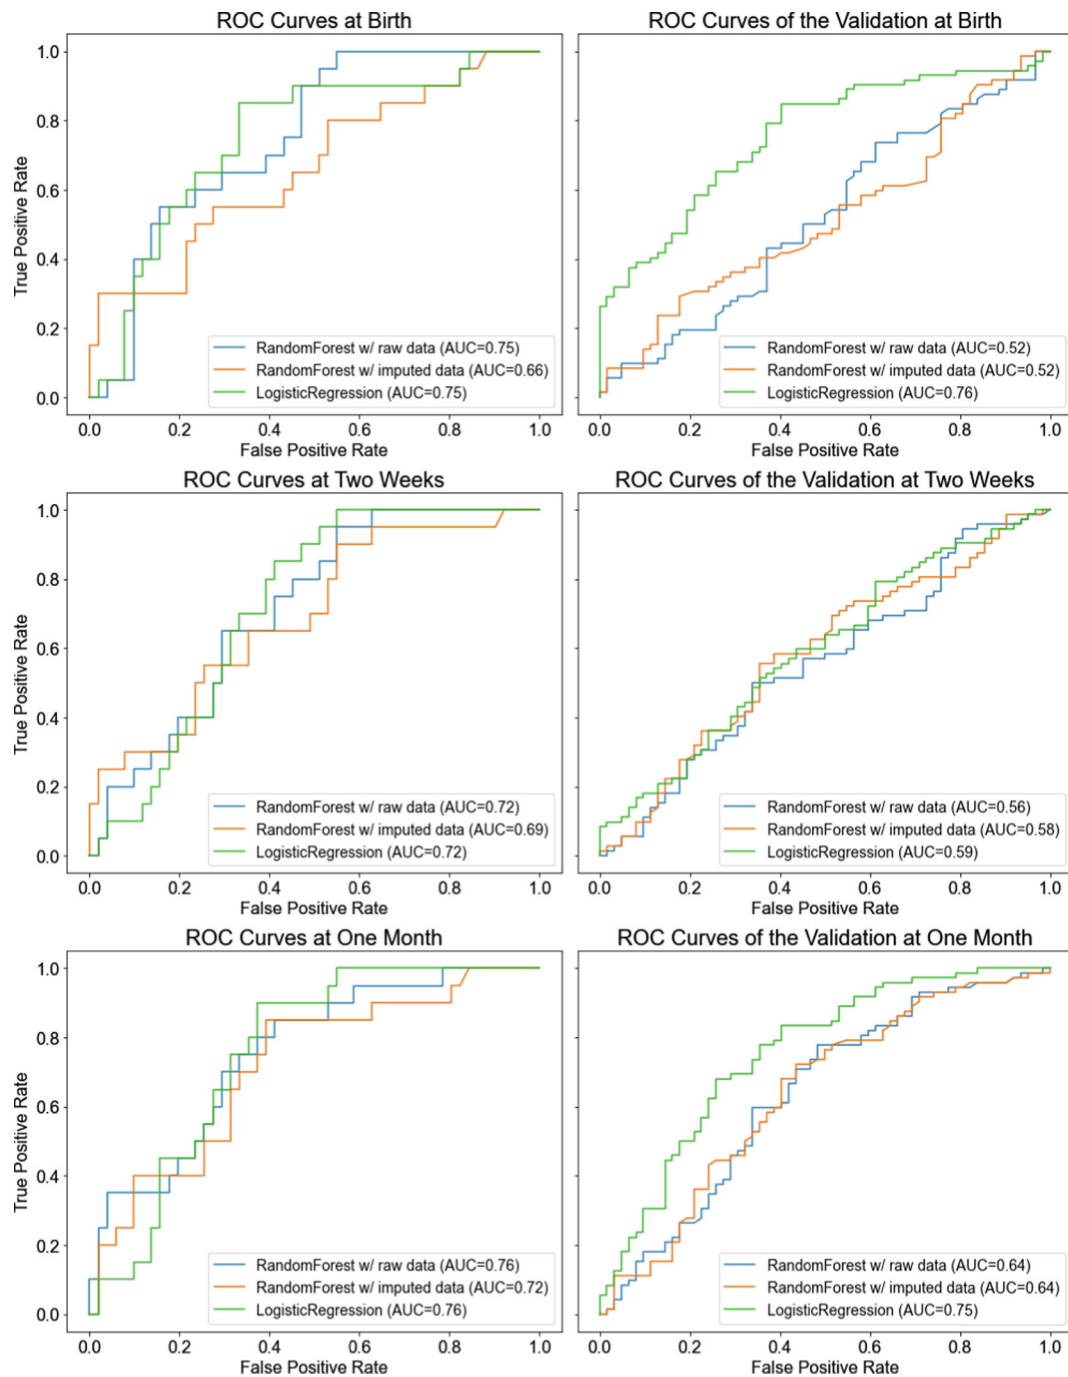 ROC Curves at Birth
True Positive Rate
1.0
0.8
0.6
0.4
0.2
0.0
RandomForest w/ raw data (AUC=0.75)
RandomForest w/ imputed data (AUC=0.66)
LogisticRegression (AUC=0.75)
0.0 0.2 0.4 0.6 0.8 1.0
False Positive Rate
ROC Curves of the Validation at Birth
RandomForest w/ raw data (AUC=0.52)
RandomForest w/ imputed data (AUC=0.52)
LogisticRegression (AUC=0.76)
0.0 0.2 0.4 0.6 0.8 1.0
False Positive Rate
ROC Curves at Two Weeks
True Positive Rate
1.0
0.8
0.6
0.4
0.2
0.0
RandomForest w/ raw data (AUC=0.72)
RandomForest w/ imputed data (AUC=0.69)
LogisticRegression (AUC=0.72)
0.0 0.2 0.4 0.6 0.8 1.0
False Positive Rate
ROC Curves of the Validation at Two Weeks
RandomForest w/ raw data (AUC=0.56)
RandomForest w/ imputed data (AUC=0.58)
LogisticRegression (AUC=0.59)
0.0 0.2 0.4 0.6 0.8 1.0
False Positive Rate
ROC Curves at One Month
True Positive Rate
1.0
0.8
0.6
0.4
0.2
0.0
RandomForest w/ raw data (AUC=0.76)
RandomForest w/ imputed data (AUC=0.72)
LogisticRegression (AUC=0.76)
0.0 0.2 0.4 0.6 0.8 1.0
False Positive Rate
ROC Curves of the Validation at One Month
RandomForest w/ raw data (AUC=0.64)
RandomForest w/ imputed data (AUC=0.64)
LogisticRegression (AUC=0.75)
0.0 0.2 0.4 0.6 0.8 1.0
False Positive Rate